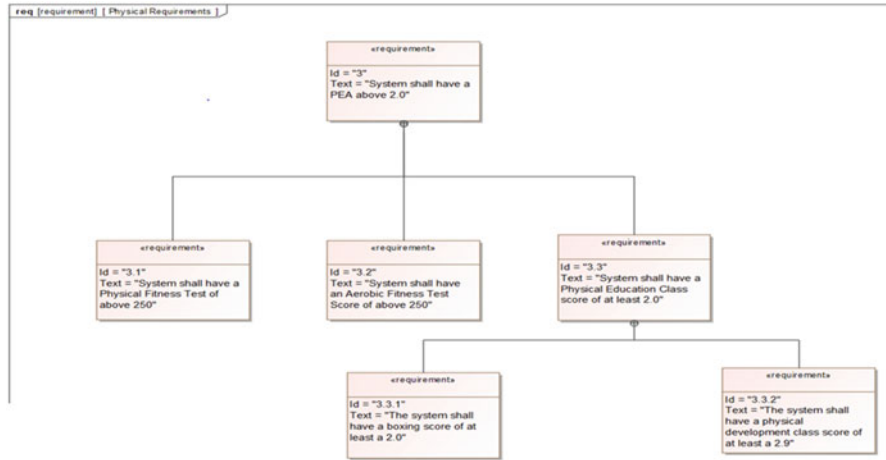 req [requirement] [ Physical Requirements ]
«requirement»
Id = "3"
Text = "System shall have a
PEA above 2.0"
«requirement»
Id = "3.1"
Text = "System shall have a
Physical Fitness Test of
above 250"
«requirement»
Id = "3.2"
Text = "System shall have
an Aerobic Fitness Test
Score of above 250"
«requirement»
Id = "3.3"
Text = "System shall have a
Physical Education Class
score of at least 2.0"
«requirement»
Id = "3.3.1"
Text = "The system shall
have a boxing score of at
least a 2.0"
«requirement»
Id = "3.3.2"
Text = "The system shall
have a physical
development class score of
at least a 2.9"